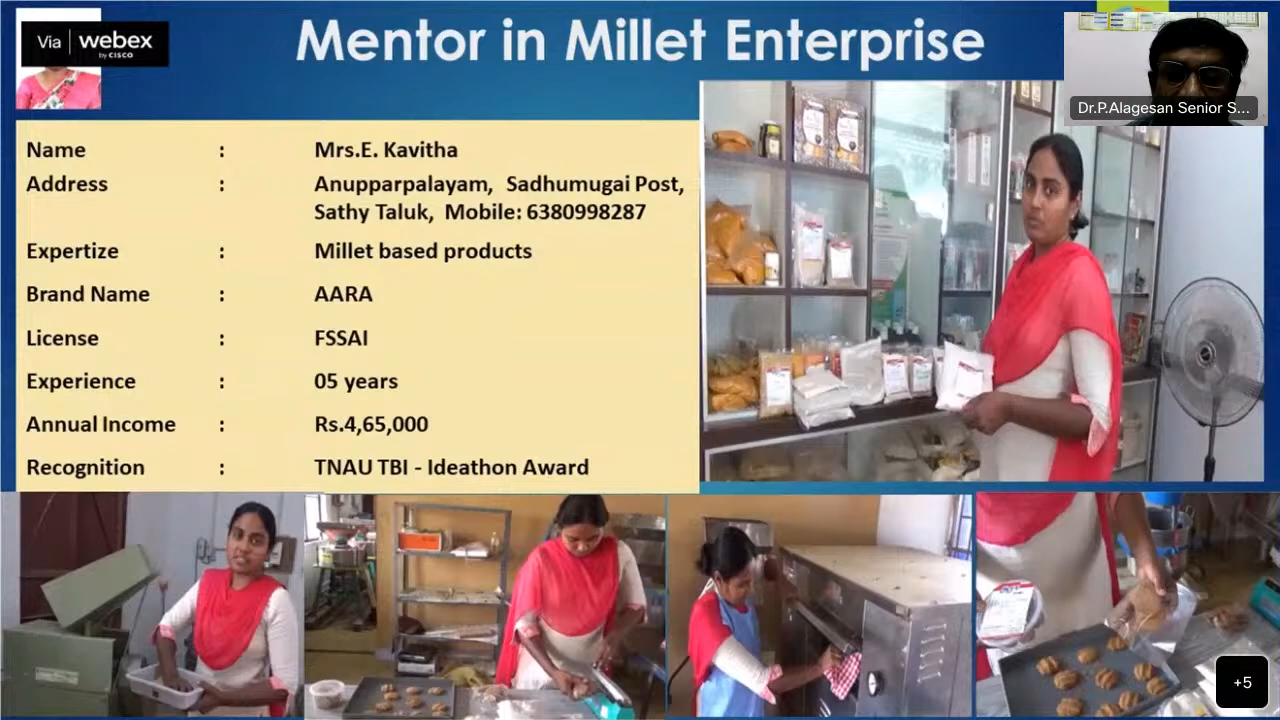 Via webex
by CISCO
Mentor in Millet Enterprise
Dr.P.Alagesan Senior S...
Name : Mrs.E. Kavitha
Address : Anupparpalayam, Sadhumugai Post,
Sathy Taluk, Mobile: 6380998287
Expertize : Millet based products
Brand Name : AARA
License : FSSAI
Experience : 05 years
Annual Income : Rs.4,65,000
Recognition : TNAU TBI - Ideathon Award
+5